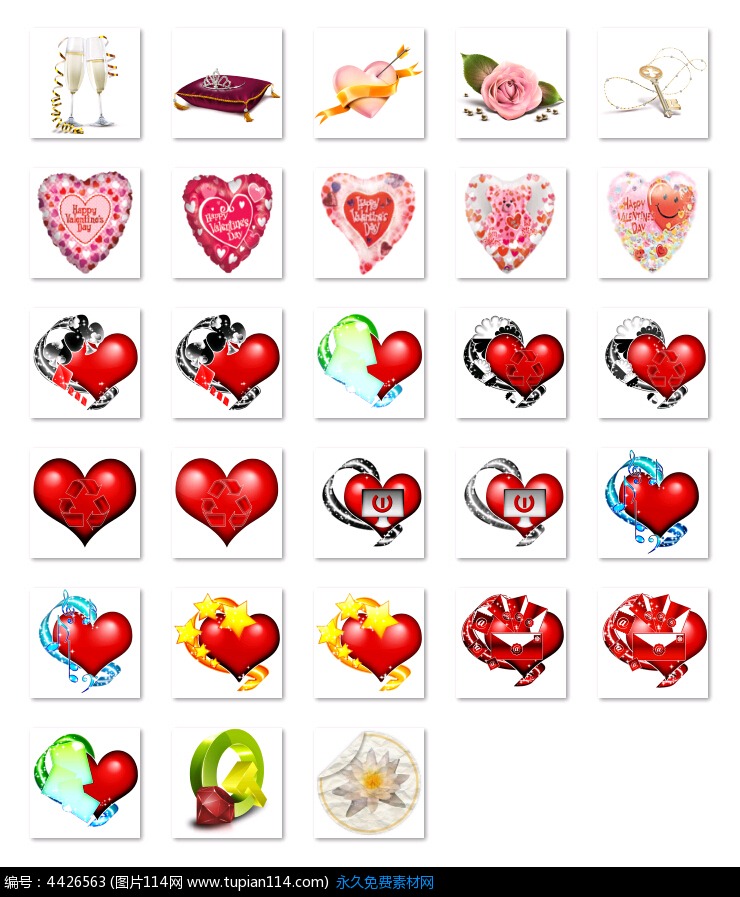 Happy
Valentine's
Day
Happy
Valentine's
Day
Happy
Valentine's
Day
HAPPY
VALENTINE'S
DAY
@
@
编号：4426563 (图片114网 www.tupian114.com) 永久免费素材网